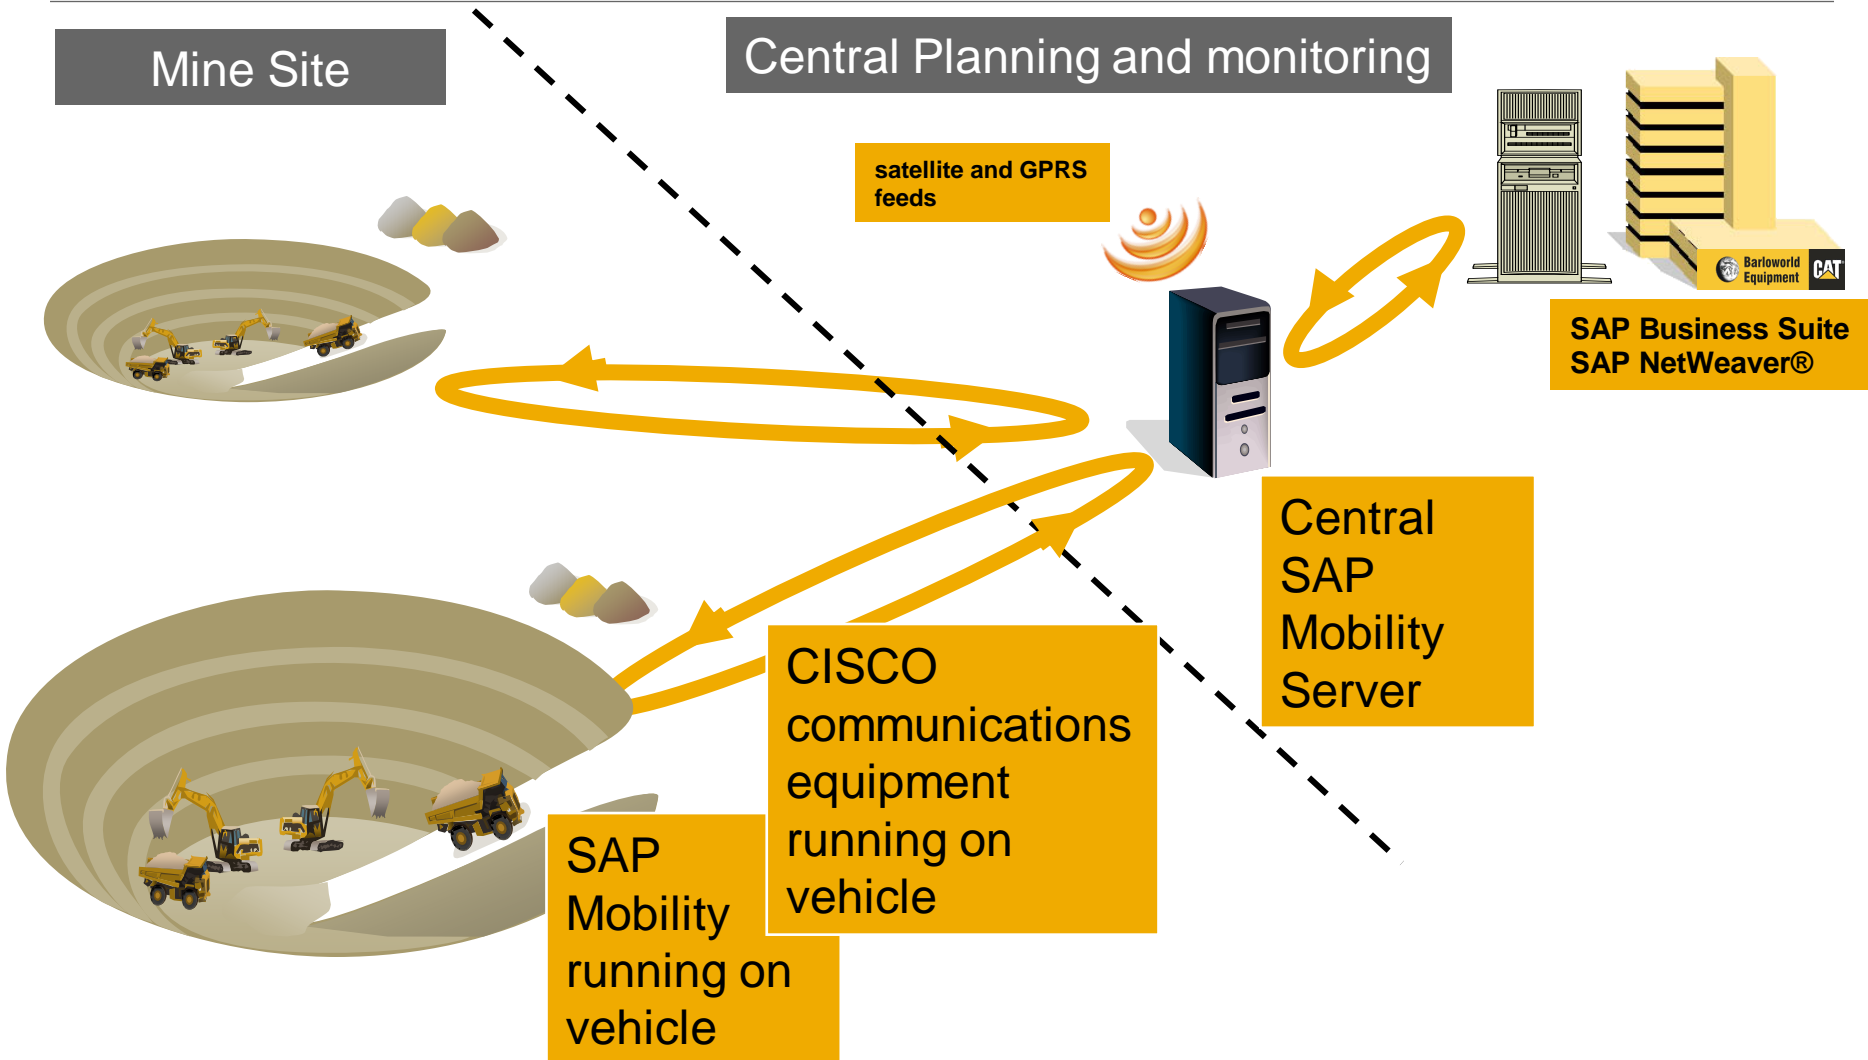 Mine Site
Central Planning and monitoring
satellite and GPRS
feeds
Barloworld
Equipment
CAT
SAP Business Suite
SAP NetWeaver®
Central
SAP
Mobility
Server
CISCO
communications
equipment
running on
vehicle
SAP
Mobility
running on
vehicle